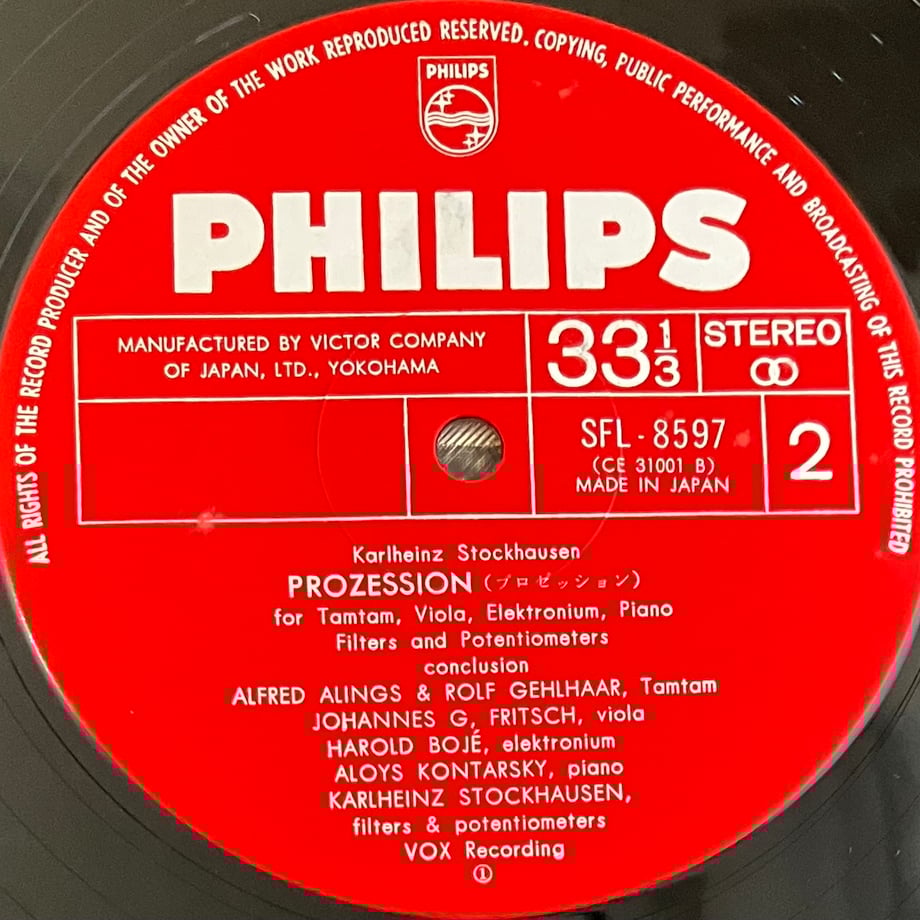 ALL RIGHTS OF THE RECORD PRODUCER AND OF THE OWNER OF THE WORK REPRODUCED RESERVED. COPYING, PUBLIC PERFORMANCE AND BROADCASTING OF THIS RECORD PROHIBITED
PHILIPS
PHILIPS
MANUFACTURED BY VICTOR COMPANY
OF JAPAN, LTD., YOKOHAMA
33 1/3
STEREO
SFL-8597
(CE 31001 B)
MADE IN JAPAN
2
Karlheinz Stockhausen
PROZESSION (プロゼッション)
for Tamtam, Viola, Elektronium, Piano
Filters and Potentiometers
conclusion
ALFRED ALINGS & ROLF GEHLHAAR, Tamtam
JOHANNES G, FRITSCH, viola
HAROLD BOJÉ, elektronium
ALOYS KONTARSKY, piano
KARLHEINZ STOCKHAUSEN,
filters & potentiometers
VOX Recording
①